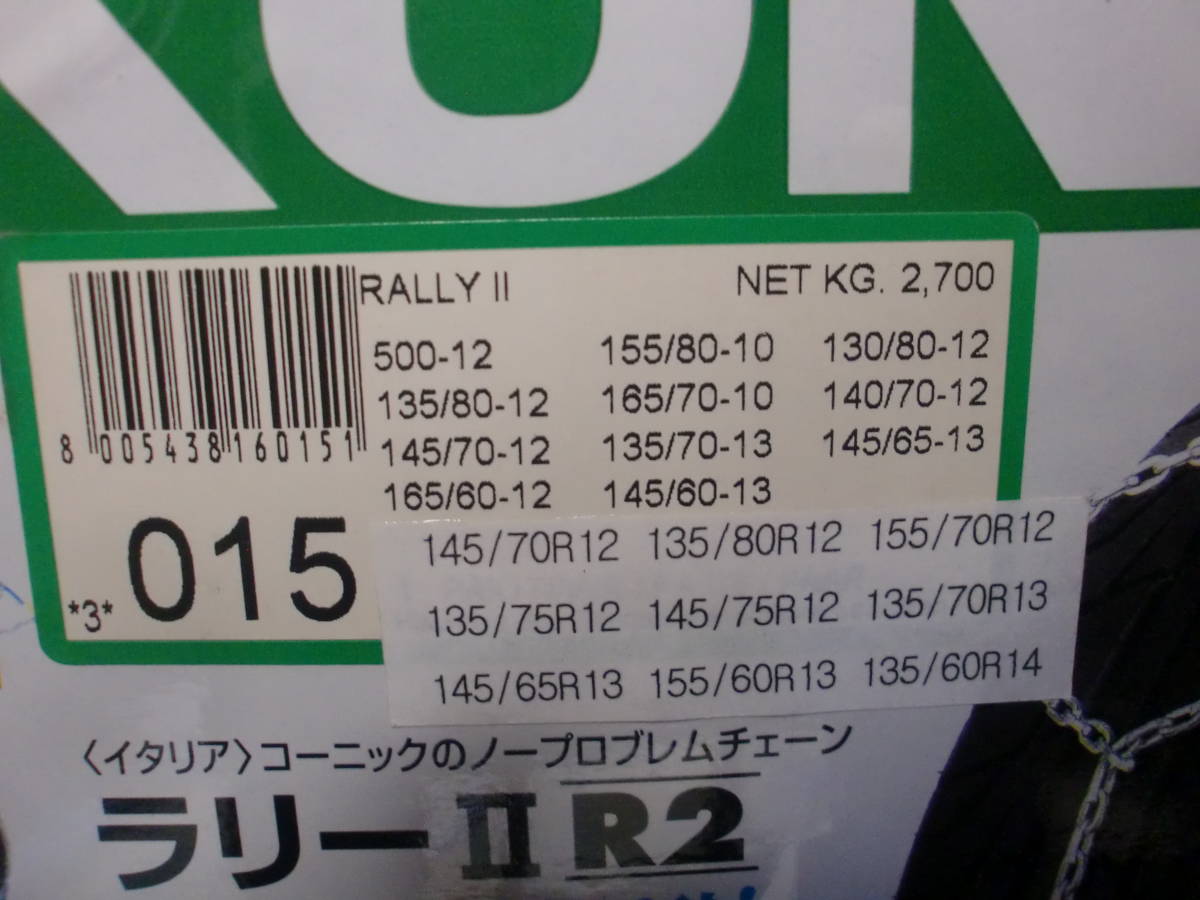 RALLY II NET KG. 2,700
500-12 155/80-10 130/80-12
135/80-12 165/70-10 140/70-12
145/70-12 135/70-13 145/65-13
165/60-12 145/60-13
8 005438 160151
*3* 015
145/70R12 135/80R12 155/70R12
135/75R12 145/75R12 135/70R13
145/65R13 155/60R13 135/60R14
〈イタリア〉コーニックのノープロブレムチェーン
ラリーⅡ R2